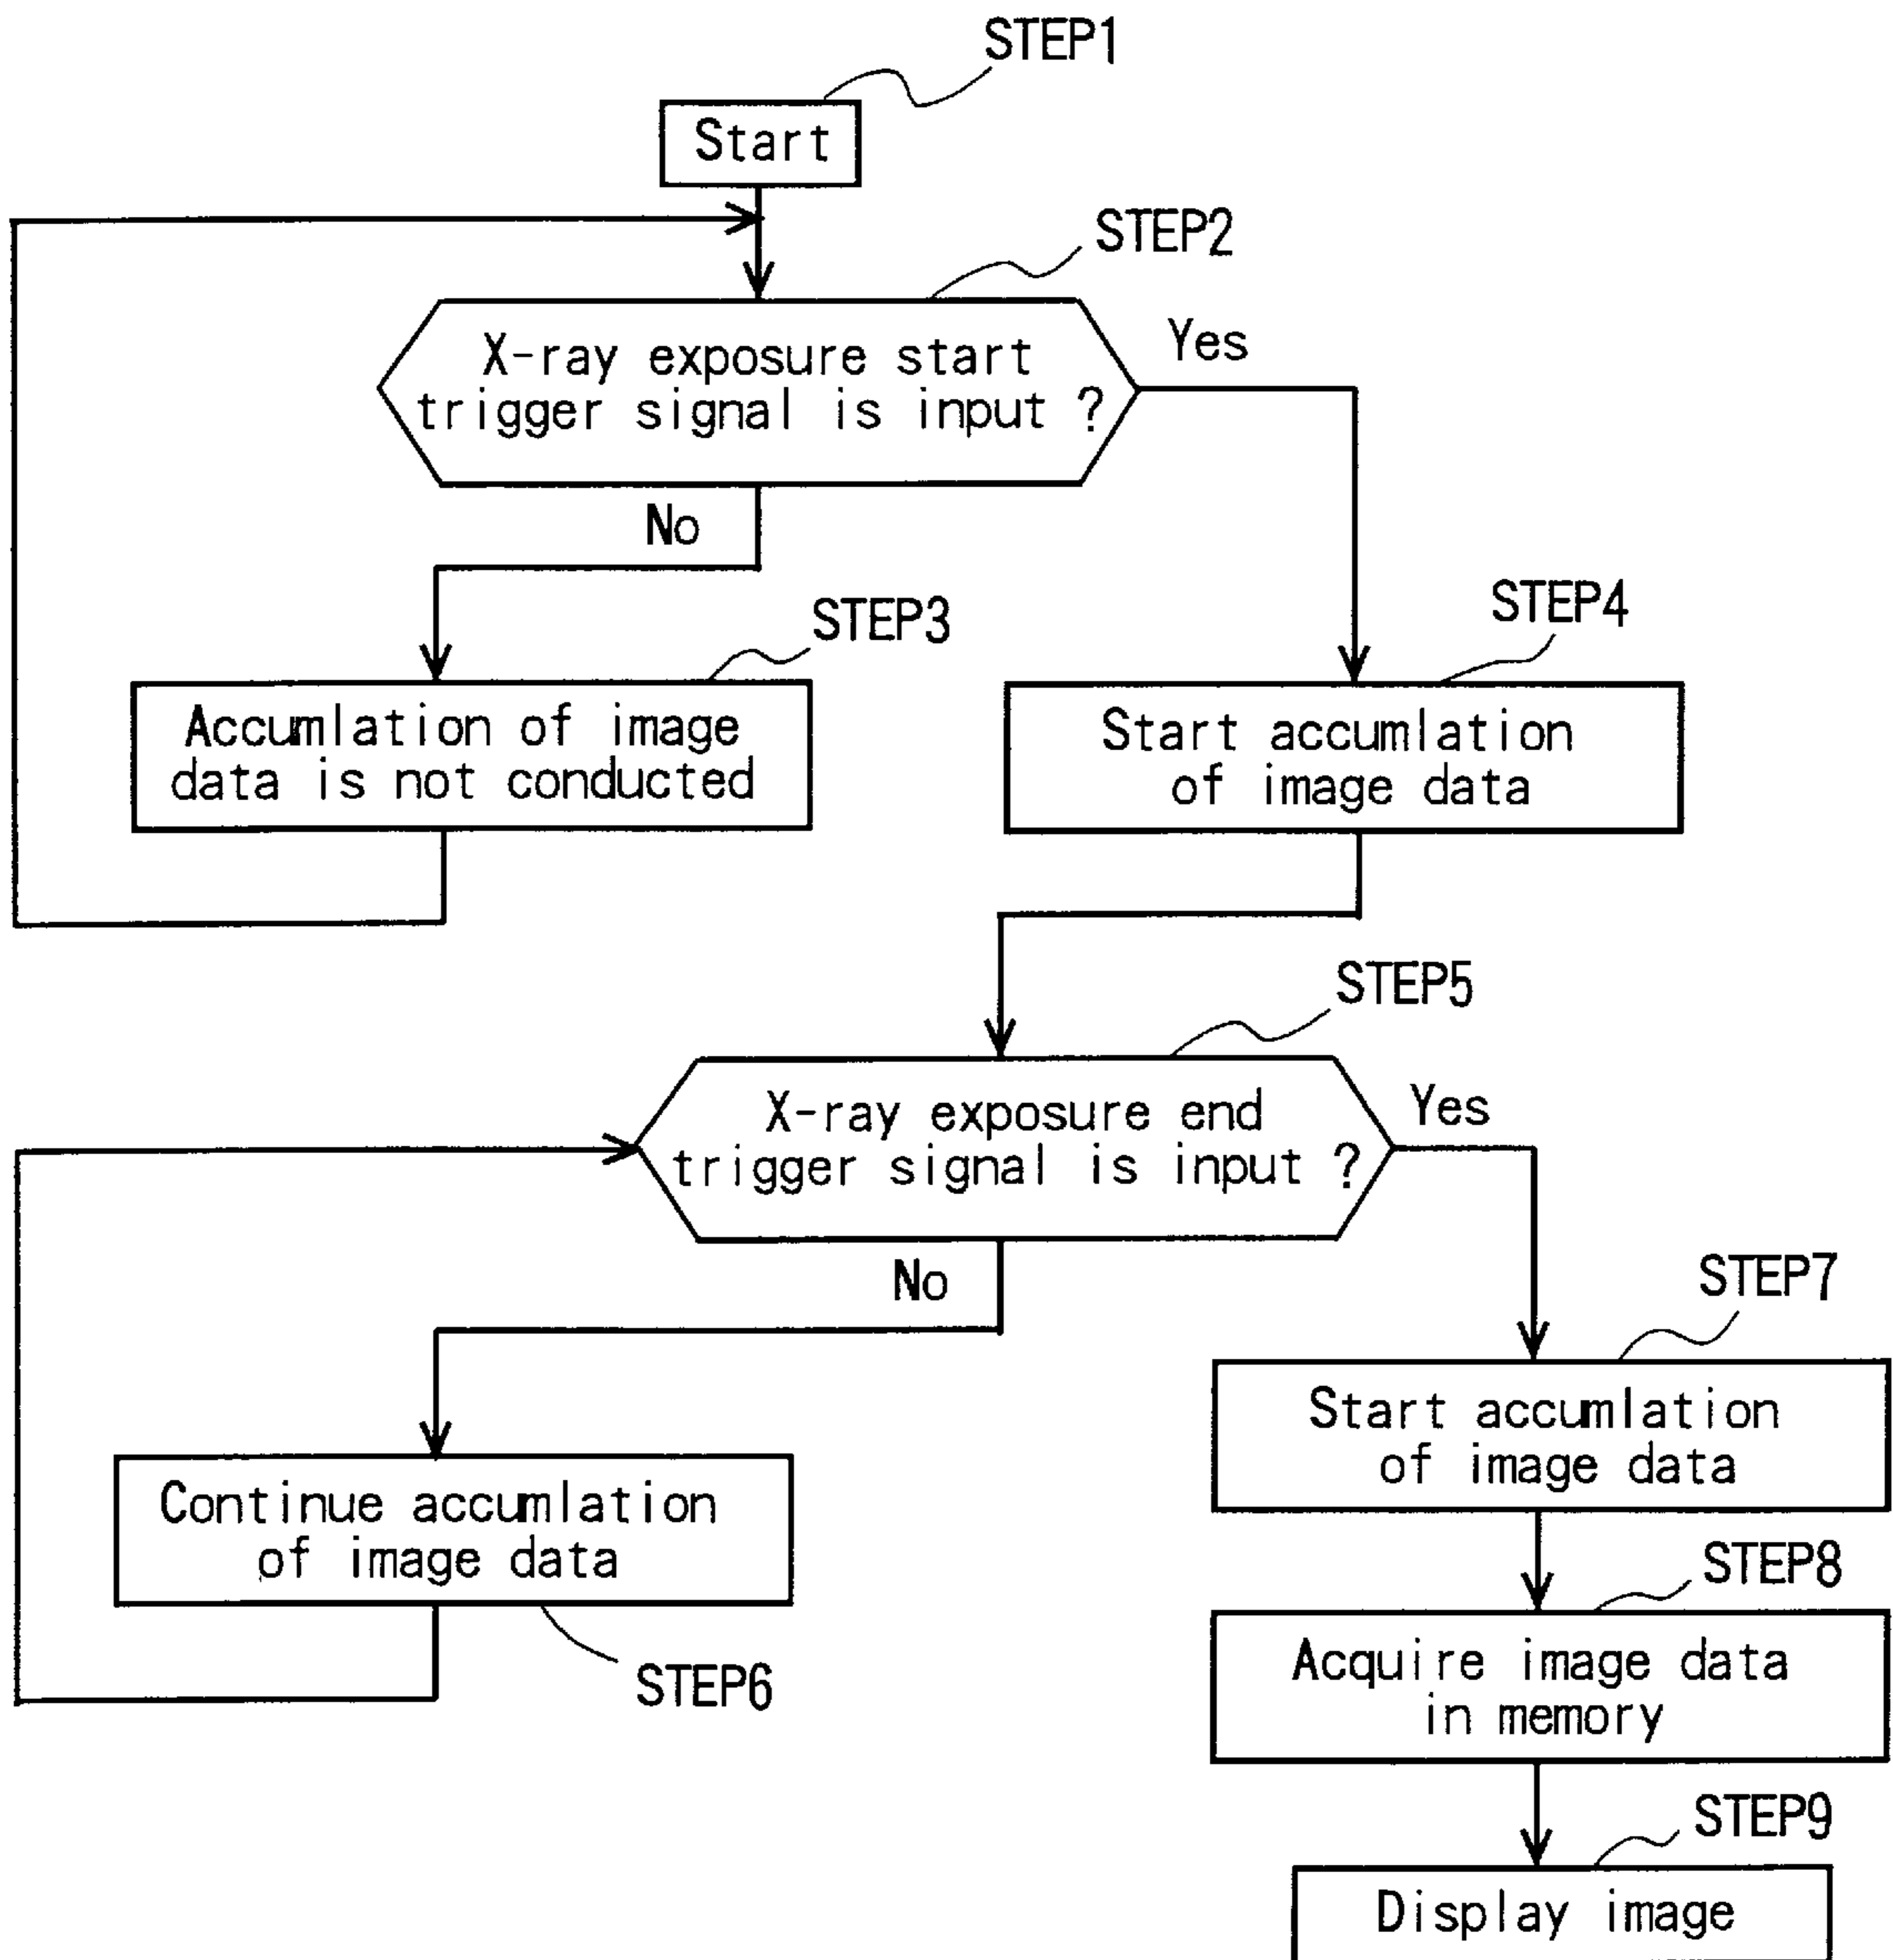 STEP1
Start
STEP2
X-ray exposure start
trigger signal is input ?
Yes
No
STEP3
Accumlation of image
data is not conducted
STEP4
Start accumlation
of image data
STEP5
X-ray exposure end
trigger signal is input ?
Yes
No
Continue accumlation
of image data
STEP6
STEP7
Start accumlation
of image data
STEP8
Acquire image data
in memory
STEP9
Display image